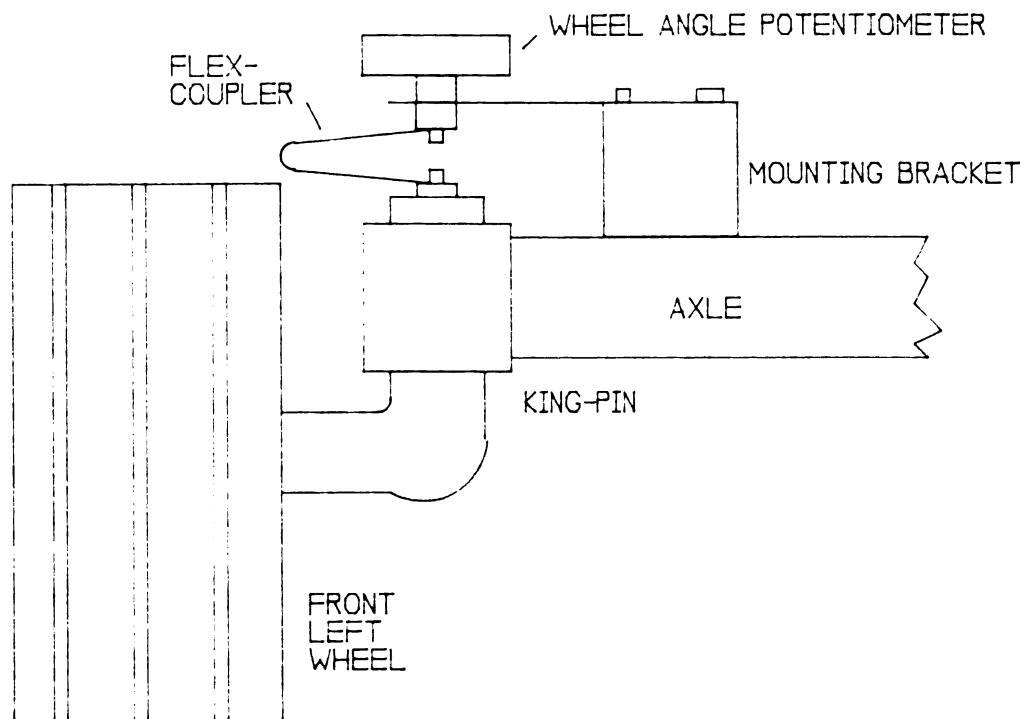 WHEEL ANGLE POTENTIOMETER
FLEX-
COUPLER
MOUNTING BRACKET
AXLE
KING-PIN
FRONT
LEFT
WHEEL